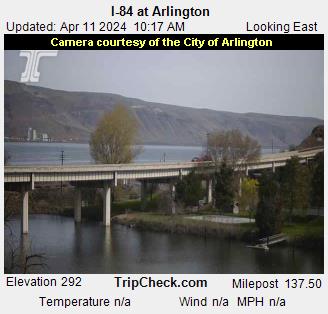 I-84 at Arlington
Updated: Apr 11 2024 10:17 AM Looking East
Camera courtesy of the City of Arlington
Elevation 292 TripCheck.com Milepost 137.50
Temperature n/a Wind n/a MPH n/a